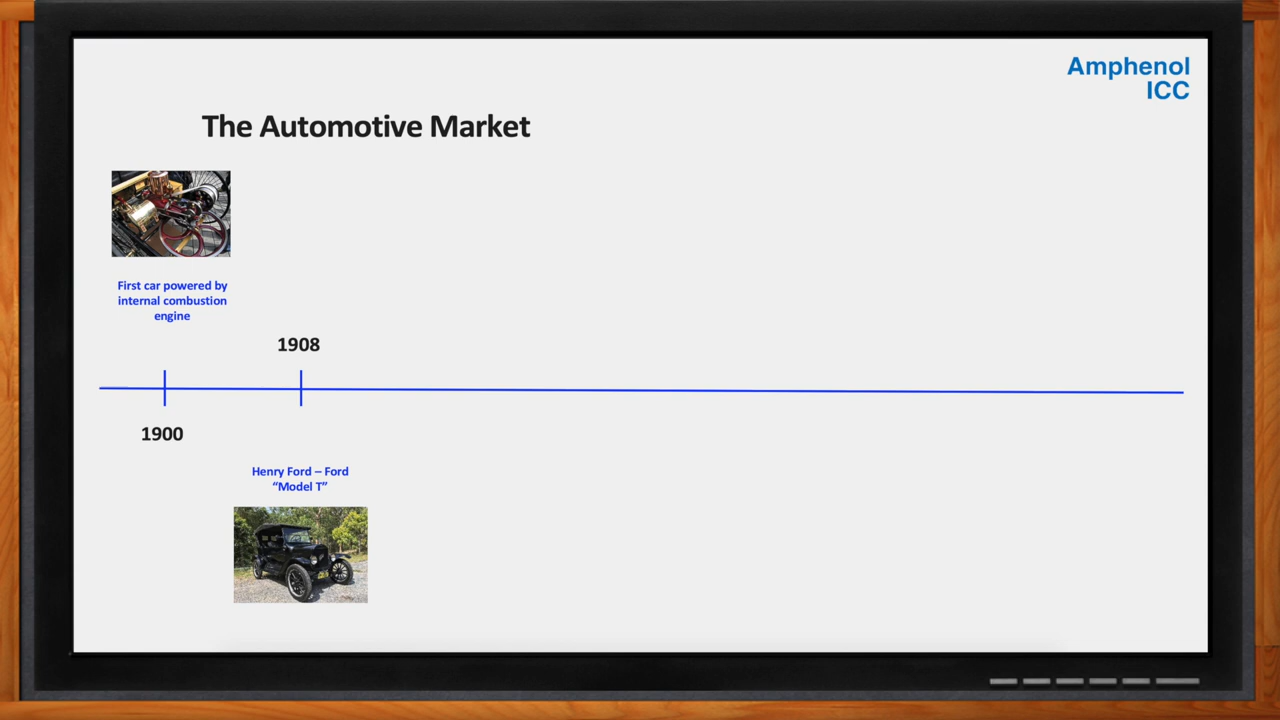 Amphenol
ICC
The Automotive Market
First car powered by
internal combustion
engine
1908
1900
Henry Ford – Ford
“Model T”